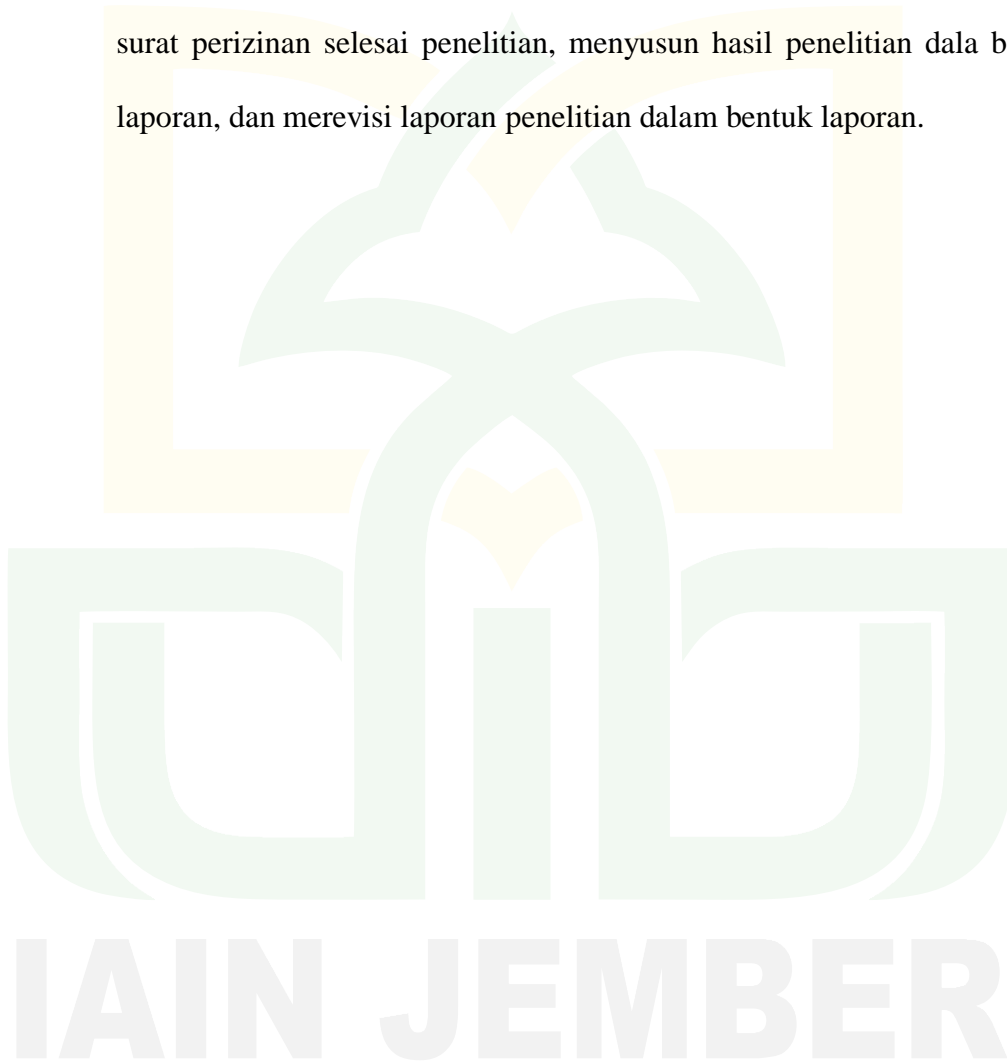 surat perizinan selesai penelitian, menyusun hasil penelitian dala b
laporan, dan merevisi laporan penelitian dalam bentuk laporan.
IAIN JEMBER